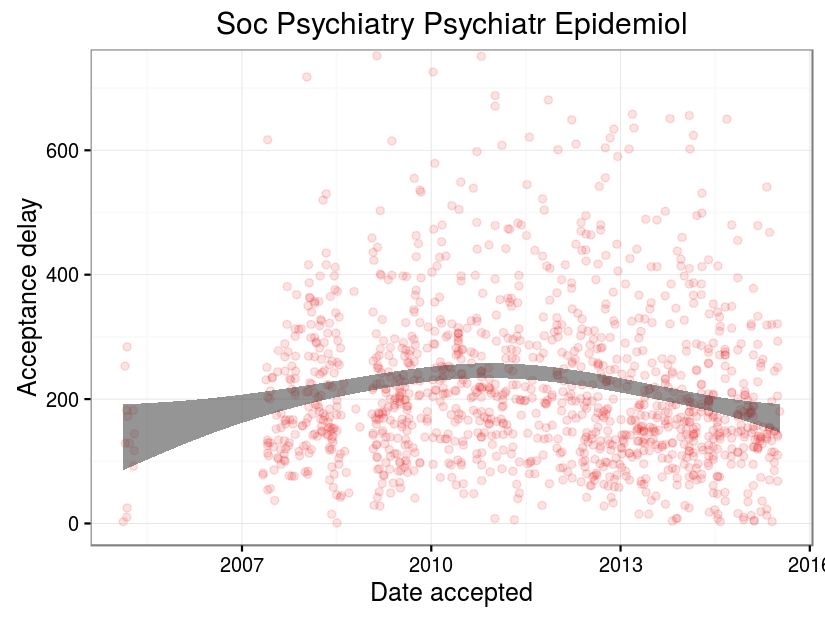 Soc Psychiatry Psychiatr Epidemiol
Acceptance delay
600
400
200
0
2007
2010
2013
2016
Date accepted